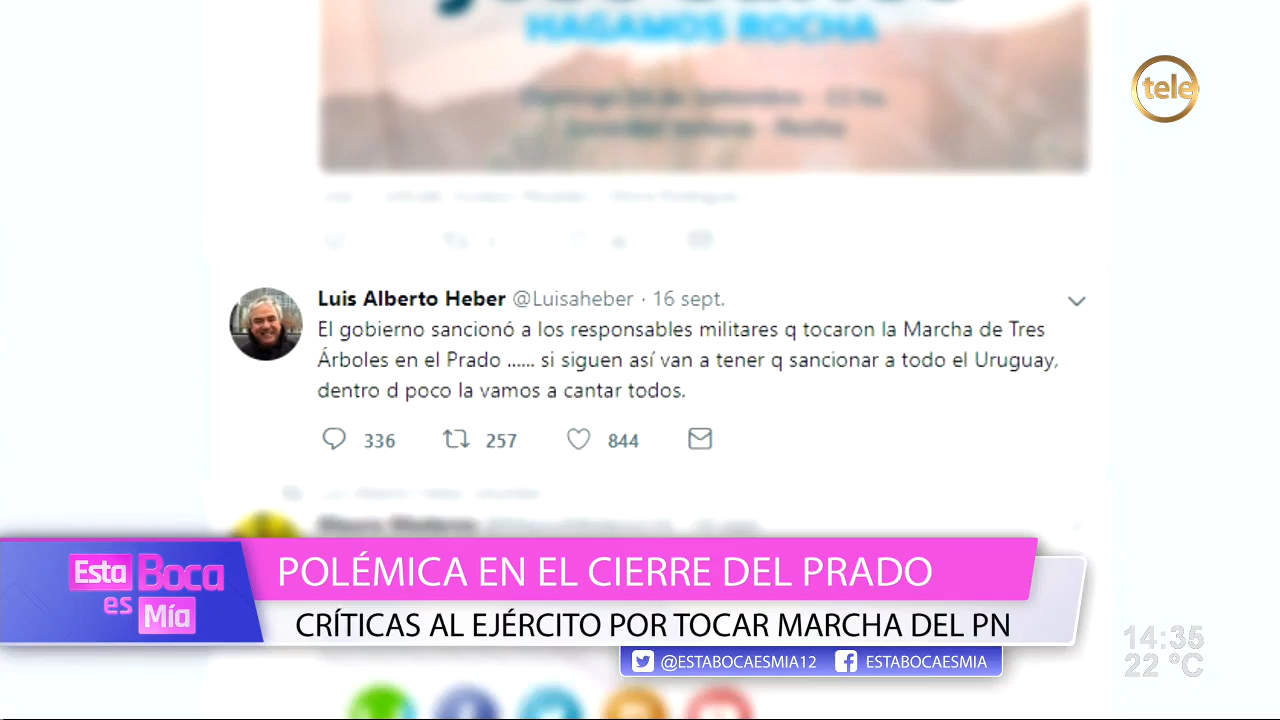 HAGAMOS ROCHA
tele
Luis Alberto Heber @Luisaheber · 16 sept.
El gobierno sancionó a los responsables militares q tocaron la Marcha de Tres
Árboles en el Prado ...... si siguen así van a tener q sancionar a todo el Uruguay,
dentro d poco la vamos a cantar todos.
336 257 844
Esta Boca
es Mía
POLÉMICA EN EL CIERRE DEL PRADO
CRÍTICAS AL EJÉRCITO POR TOCAR MARCHA DEL PN
@ESTABOCAESMIA12 ESTABOCAESMIA
14:35
22 °C